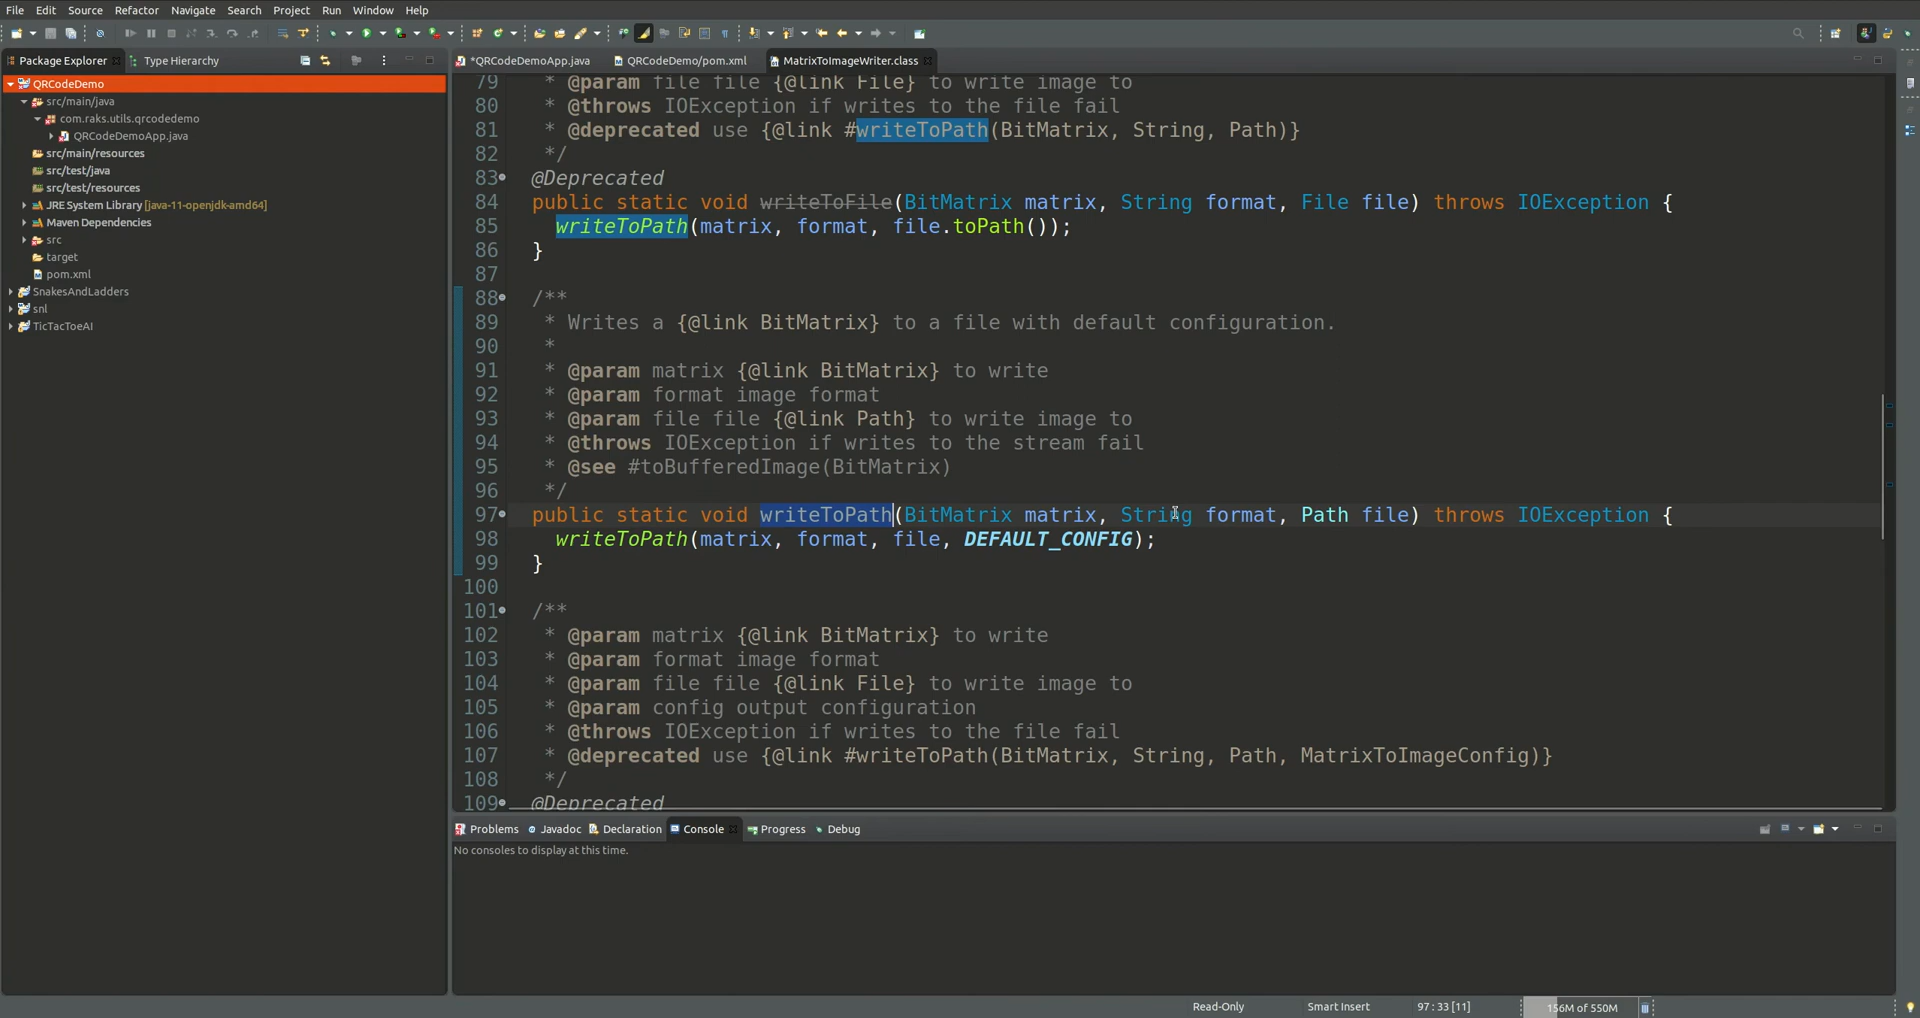 File Edit Source Refactor Navigate Search Project Run Window Help
Package Explorer Type Hierarchy
*QRCodeDemoApp.java QRCodeDemo/pom.xml MatrixToImageWriter.class
QRCodeDemo
src/main/java
com.raks.utils.qrcodedemo
QRCodeDemoApp.java
src/main/resources
src/test/java
src/test/resources
JRE System Library [java-11-openjdk-amd64]
Maven Dependencies
src
target
pom.xml
SnakesAndLadders
snl
TicTacToeAI
79 * @param file file {@link File} to write image to
80 * @throws IOException if writes to the file fail
81 * @deprecated use {@link #writeToPath(BitMatrix, String, Path)}
82 */
83 @Deprecated
84 public static void writeToFile(BitMatrix matrix, String format, File file) throws IOException {
85 writeToPath(matrix, format, file.toPath());
86 }
87
88 /**
89 * Writes a {@link BitMatrix} to a file with default configuration.
90 *
91 * @param matrix {@link BitMatrix} to write
92 * @param format image format
93 * @param file file {@link Path} to write image to
94 * @throws IOException if writes to the stream fail
95 * @see #toBufferedImage(BitMatrix)
96 */
97 public static void writeToPath(BitMatrix matrix, String format, Path file) throws IOException {
98 writeToPath(matrix, format, file, DEFAULT_CONFIG);
99 }
100
101 /**
102 * @param matrix {@link BitMatrix} to write
103 * @param format image format
104 * @param file file {@link File} to write image to
105 * @param config output configuration
106 * @throws IOException if writes to the file fail
107 * @deprecated use {@link #writeToPath(BitMatrix, String, Path, MatrixToImageConfig)}
108 */
109 @Deprecated
Problems Javadoc Declaration Console Progress Debug
No consoles to display at this time.
Read-Only Smart Insert 97 : 33 [11] 156M of 550M